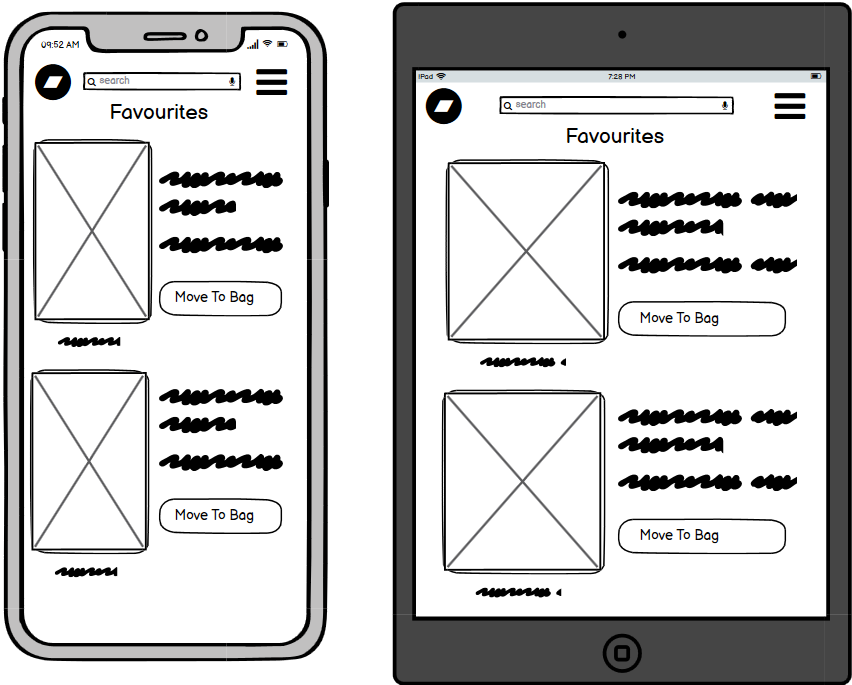 09:52 AM
search
Favourites
Move To Bag
Move To Bag
iPad
7:28 PM
search
Favourites
Move To Bag
Move To Bag